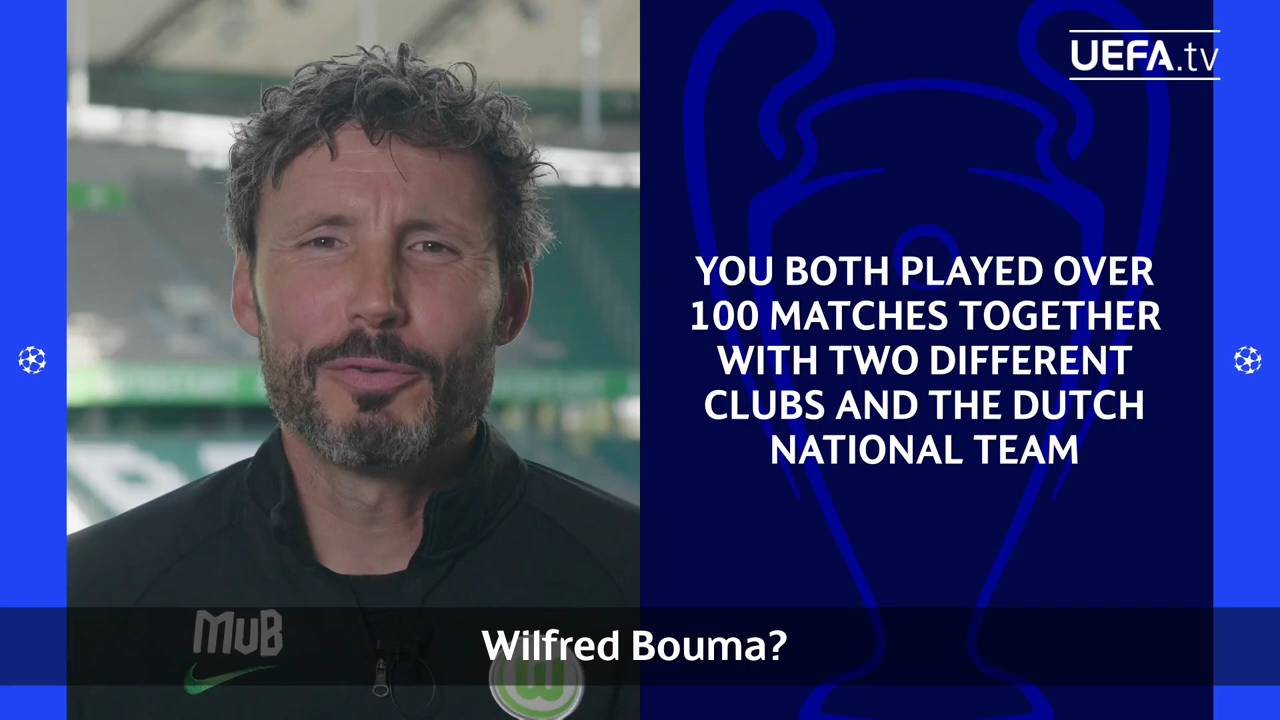 UEFA.tv
YOU BOTH PLAYED OVER
100 MATCHES TOGETHER
WITH TWO DIFFERENT
CLUBS AND THE DUTCH
NATIONAL TEAM
MvB
W
Wilfred Bouma?